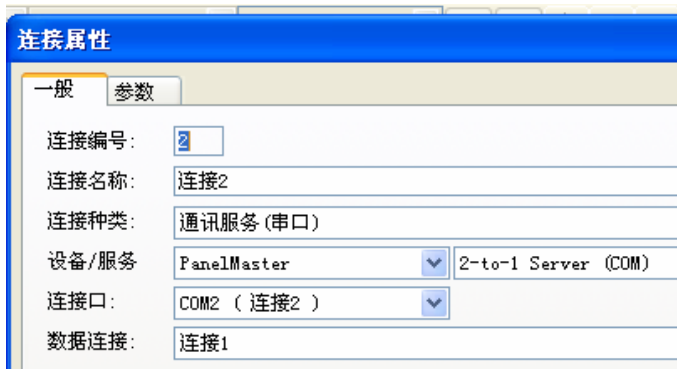 连接属性
一般 参数
连接编号: 2
连接名称: 连接2
连接种类: 通讯服务(串口)
设备/服务 PanelMaster 2-to-1 Server (COM)
连接口: COM2 ( 连接2 )
数据连接: 连接1